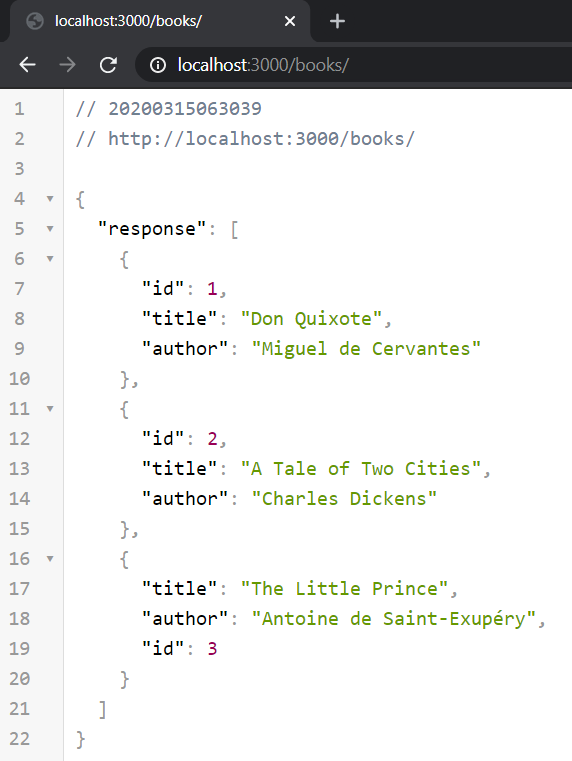 localhost:3000/books/
localhost:3000/books/
1 // 20200315063039
2 // http://localhost:3000/books/
3
4 {
5 "response": [
6 {
7 "id": 1,
8 "title": "Don Quixote",
9 "author": "Miguel de Cervantes"
10 },
11 {
12 "id": 2,
13 "title": "A Tale of Two Cities",
14 "author": "Charles Dickens"
15 },
16 {
17 "title": "The Little Prince",
18 "author": "Antoine de Saint-Exupéry",
19 "id": 3
20 }
21 ]
22 }